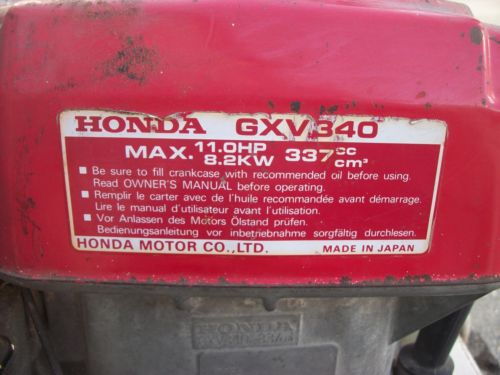 HONDA GXV340
MAX. 11.0HP 8.2KW 337cc cm³
■ Be sure to fill crankcase with recommended oil before using.
Read OWNER'S MANUAL before operating.
■ Remplir le carter avec de l'huile recommandée avant démarrage.
Lire le manuel d'utilisateur avant l'utilisation.
■ Vor Anlassen des Motors Ölstand prüfen.
Bedienungsanleitung vor inbetriebnahme sorgfältig durchlesen.
HONDA MOTOR CO.,LTD. MADE IN JAPAN
HONDA